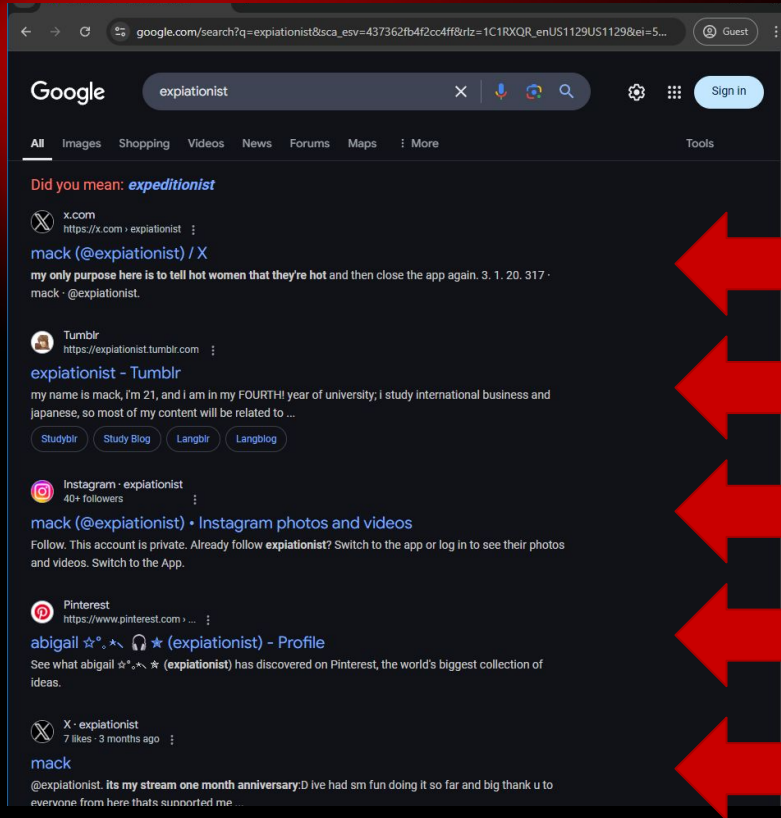 google.com/search?q=expiationist&sca_esv=437362fb4f2cc4ff&rlz=1C1RXQR_enUS1129US1129&ei=5...
Guest
Google
expiationist
Sign in
All Images Shopping Videos News Forums Maps : More
Tools
Did you mean: expeditionist
x.com
https://x.com › expiationist
mack (@expiationist) / X
my only purpose here is to tell hot women that they're hot and then close the app again. 3. 1. 20. 317 ·
mack · @expiationist.
Tumblr
https://expiationist.tumblr.com
expiationist - Tumblr
my name is mack, i'm 21, and i am in my FOURTH! year of university; i study international business and
japanese, so most of my content will be related to ...
Studyblr Study Blog Langblr Langblog
Instagram · expiationist
40+ followers
mack (@expiationist) • Instagram photos and videos
Follow. This account is private. Already follow expiationist? Switch to the app or log in to see their photos
and videos. Switch to the App.
Pinterest
https://www.pinterest.com › ...
abigail ☆°｡⋆⸜ 🎧✮ (expiationist) - Profile
See what abigail ☆°｡⋆⸜ ✮ (expiationist) has discovered on Pinterest, the world's biggest collection of
ideas.
X · expiationist
7 likes · 3 months ago
mack
@expiationist. its my stream one month anniversary:D ive had sm fun doing it so far and big thank u to
everyone from here thats supported me ...